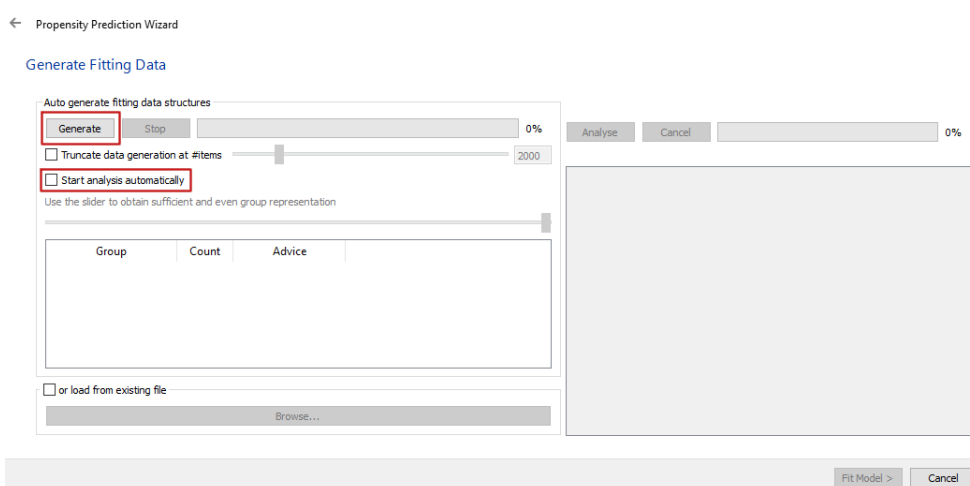 ← Propensity Prediction Wizard
Generate Fitting Data
Auto generate fitting data structures
Generate Stop 0%
Analyse Cancel 0%
Truncate data generation at #items 2000
Start analysis automatically
Use the slider to obtain sufficient and even group representation
Group Count Advice
or load from existing file
Browse...
Fit Model > Cancel